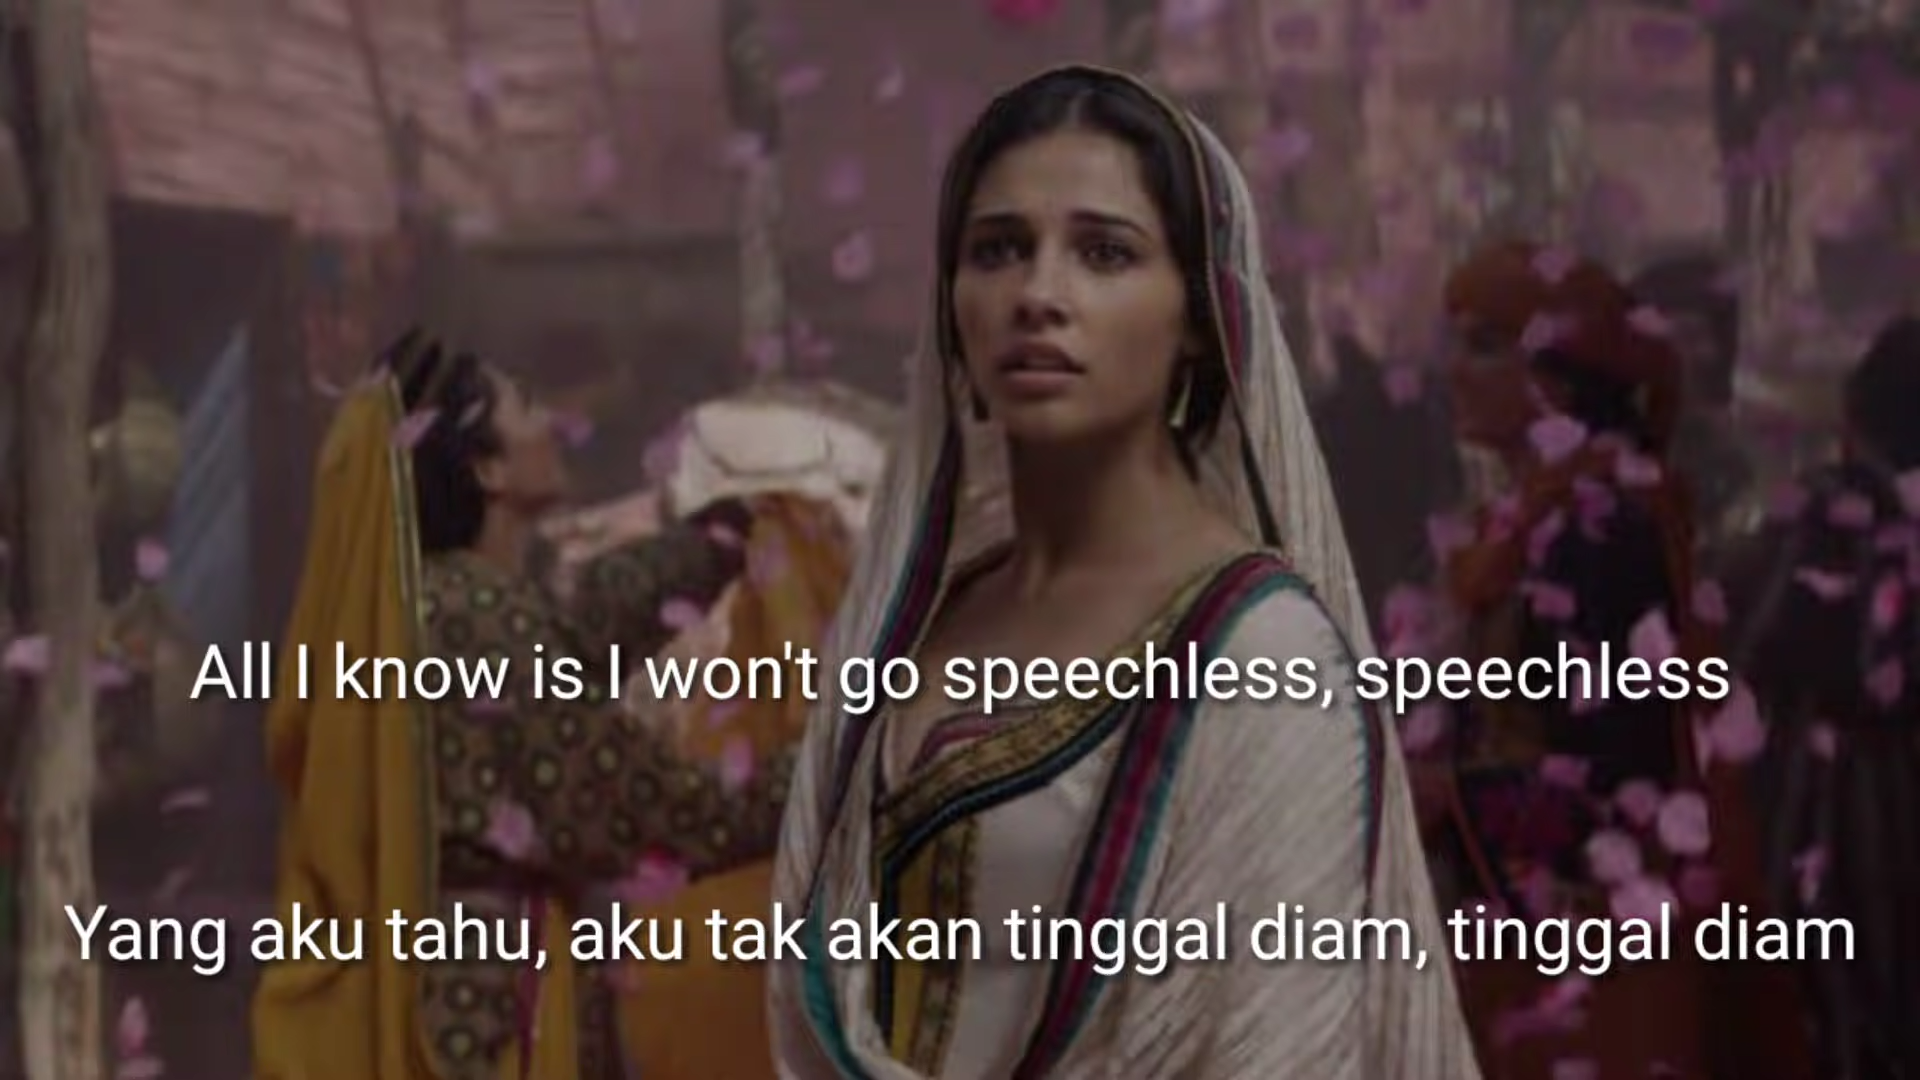 All I know is I won't go speechless, speechless
Yang aku tahu, aku tak akan tinggal diam, tinggal diam